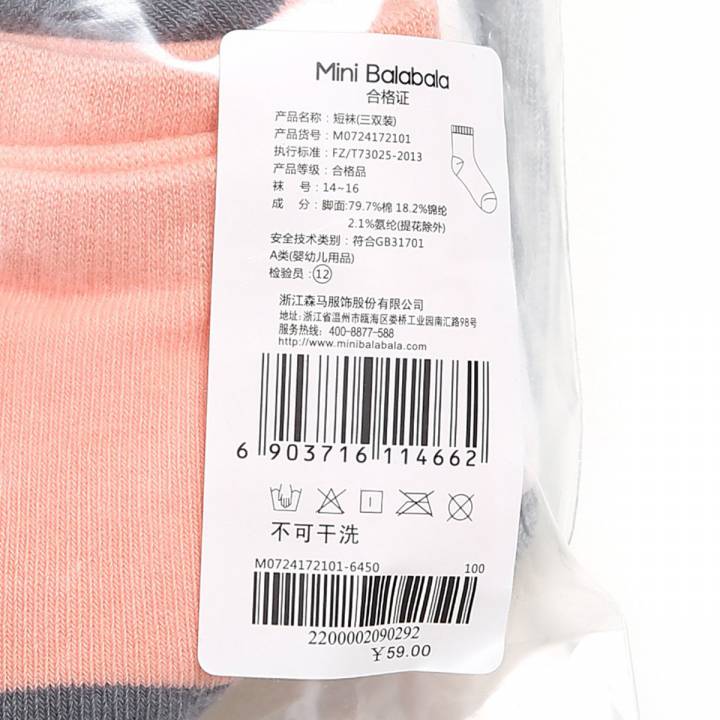 Mini Balabala
合格证
产品名称: 短袜(三双装)
产品货号: M0724172101
执行标准: FZ/T73025-2013
产品等级: 合格品
袜 号: 14~16
成 分: 脚面:79.7%棉 18.2%锦纶
2.1%氨纶(提花除外)
安全技术类别: 符合GB31701
A类(婴幼儿用品)
检验员: ⑫
浙江森马服饰股份有限公司
地址: 浙江省温州市瓯海区娄桥工业园南汇路98号
服务热线: 400-8877-588
http://www.minibalabala.com
6 903716 114662
不可干洗
M0724172101-6450 100
2200002090292
¥59.00